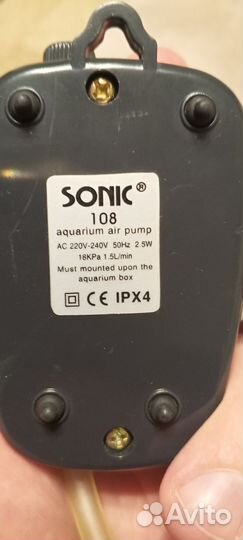 SONIC®
108
aquarium air pump
AC 220V-240V 50Hz 2.5W
18KPa 1.5L/min
Must mounted upon the
aquarium box
CE IPX4
Avito